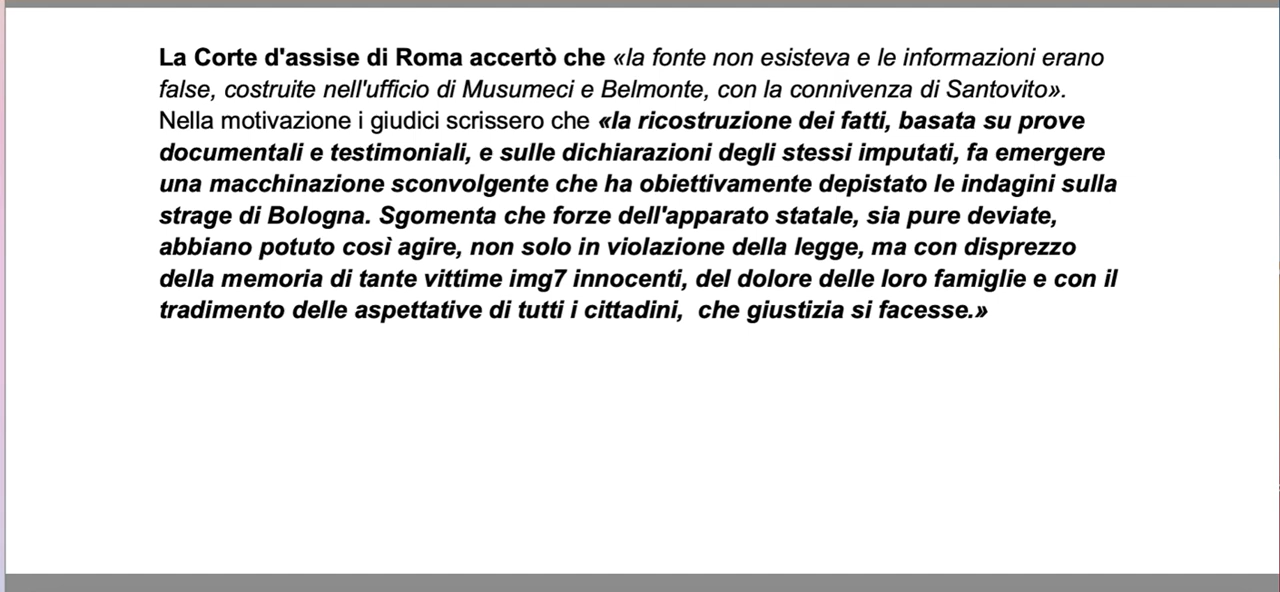 La Corte d'assise di Roma accertò che «la fonte non esisteva e le informazioni erano
false, costruite nell'ufficio di Musumeci e Belmonte, con la connivenza di Santovito».
Nella motivazione i giudici scrissero che «la ricostruzione dei fatti, basata su prove
documentali e testimoniali, e sulle dichiarazioni degli stessi imputati, fa emergere
una macchinazione sconvolgente che ha obiettivamente depistato le indagini sulla
strage di Bologna. Sgomenta che forze dell'apparato statale, sia pure deviate,
abbiano potuto così agire, non solo in violazione della legge, ma con disprezzo
della memoria di tante vittime img7 innocenti, del dolore delle loro famiglie e con il
tradimento delle aspettative di tutti i cittadini,  che giustizia si facesse.»